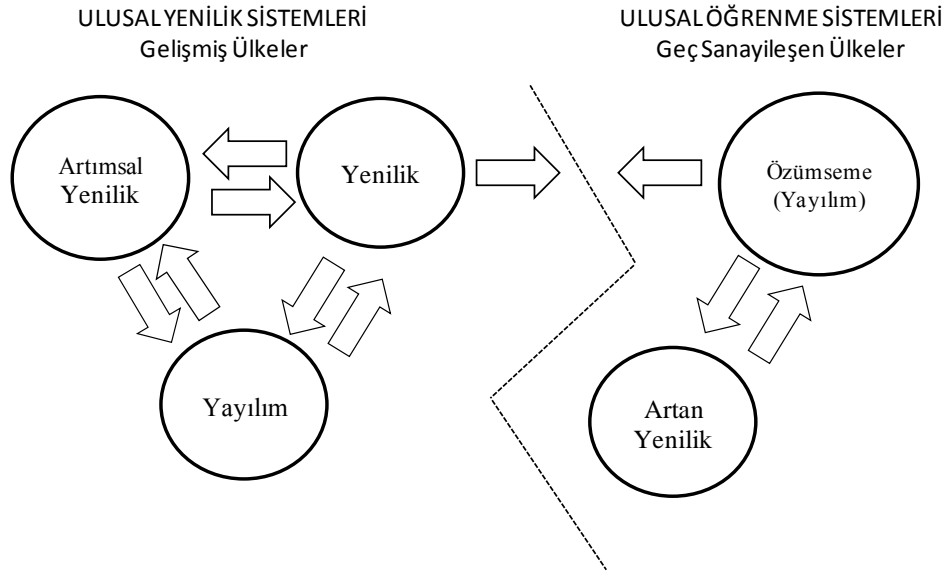 ULUSAL YENİLİK SİSTEMLERİ
Gelişmiş Ülkeler
ULUSAL ÖĞRENME SİSTEMLERİ
Geç Sanayileşen Ülkeler
Artımsal
Yenilik
Yenilik
Yayılım
Özümseme
(Yayılım)
Artan
Yenilik